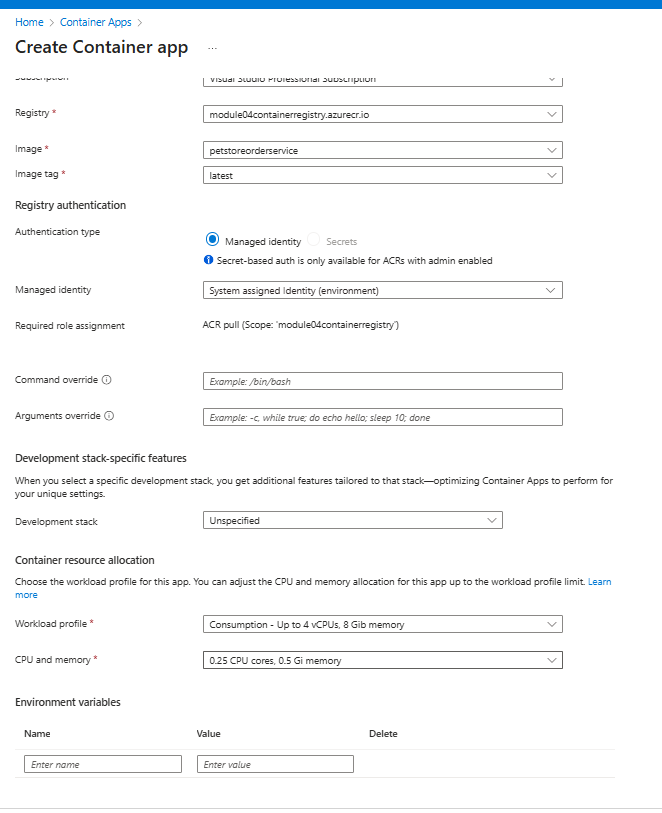 Home > Container Apps >
Create Container app ...
Subscription Visual Studio Professional Subscription
Registry * module04containerregistry.azurecr.io
Image * petstoreorderservice
Image tag * latest
Registry authentication
Authentication type
Managed identity Secrets
Secret-based auth is only available for ACRs with admin enabled
Managed identity System assigned Identity (environment)
Required role assignment ACR pull (Scope: 'module04containerregistry')
Command override Example: /bin/bash
Arguments override Example: -c, while true; do echo hello; sleep 10; done
Development stack-specific features
When you select a specific development stack, you get additional features tailored to that stack—optimizing Container Apps to perform for
your unique settings.
Development stack Unspecified
Container resource allocation
Choose the workload profile for this app. You can adjust the CPU and memory allocation for this app up to the workload profile limit. Learn
more
Workload profile * Consumption - Up to 4 vCPUs, 8 Gib memory
CPU and memory * 0.25 CPU cores, 0.5 Gi memory
Environment variables
Name Value Delete
Enter name Enter value